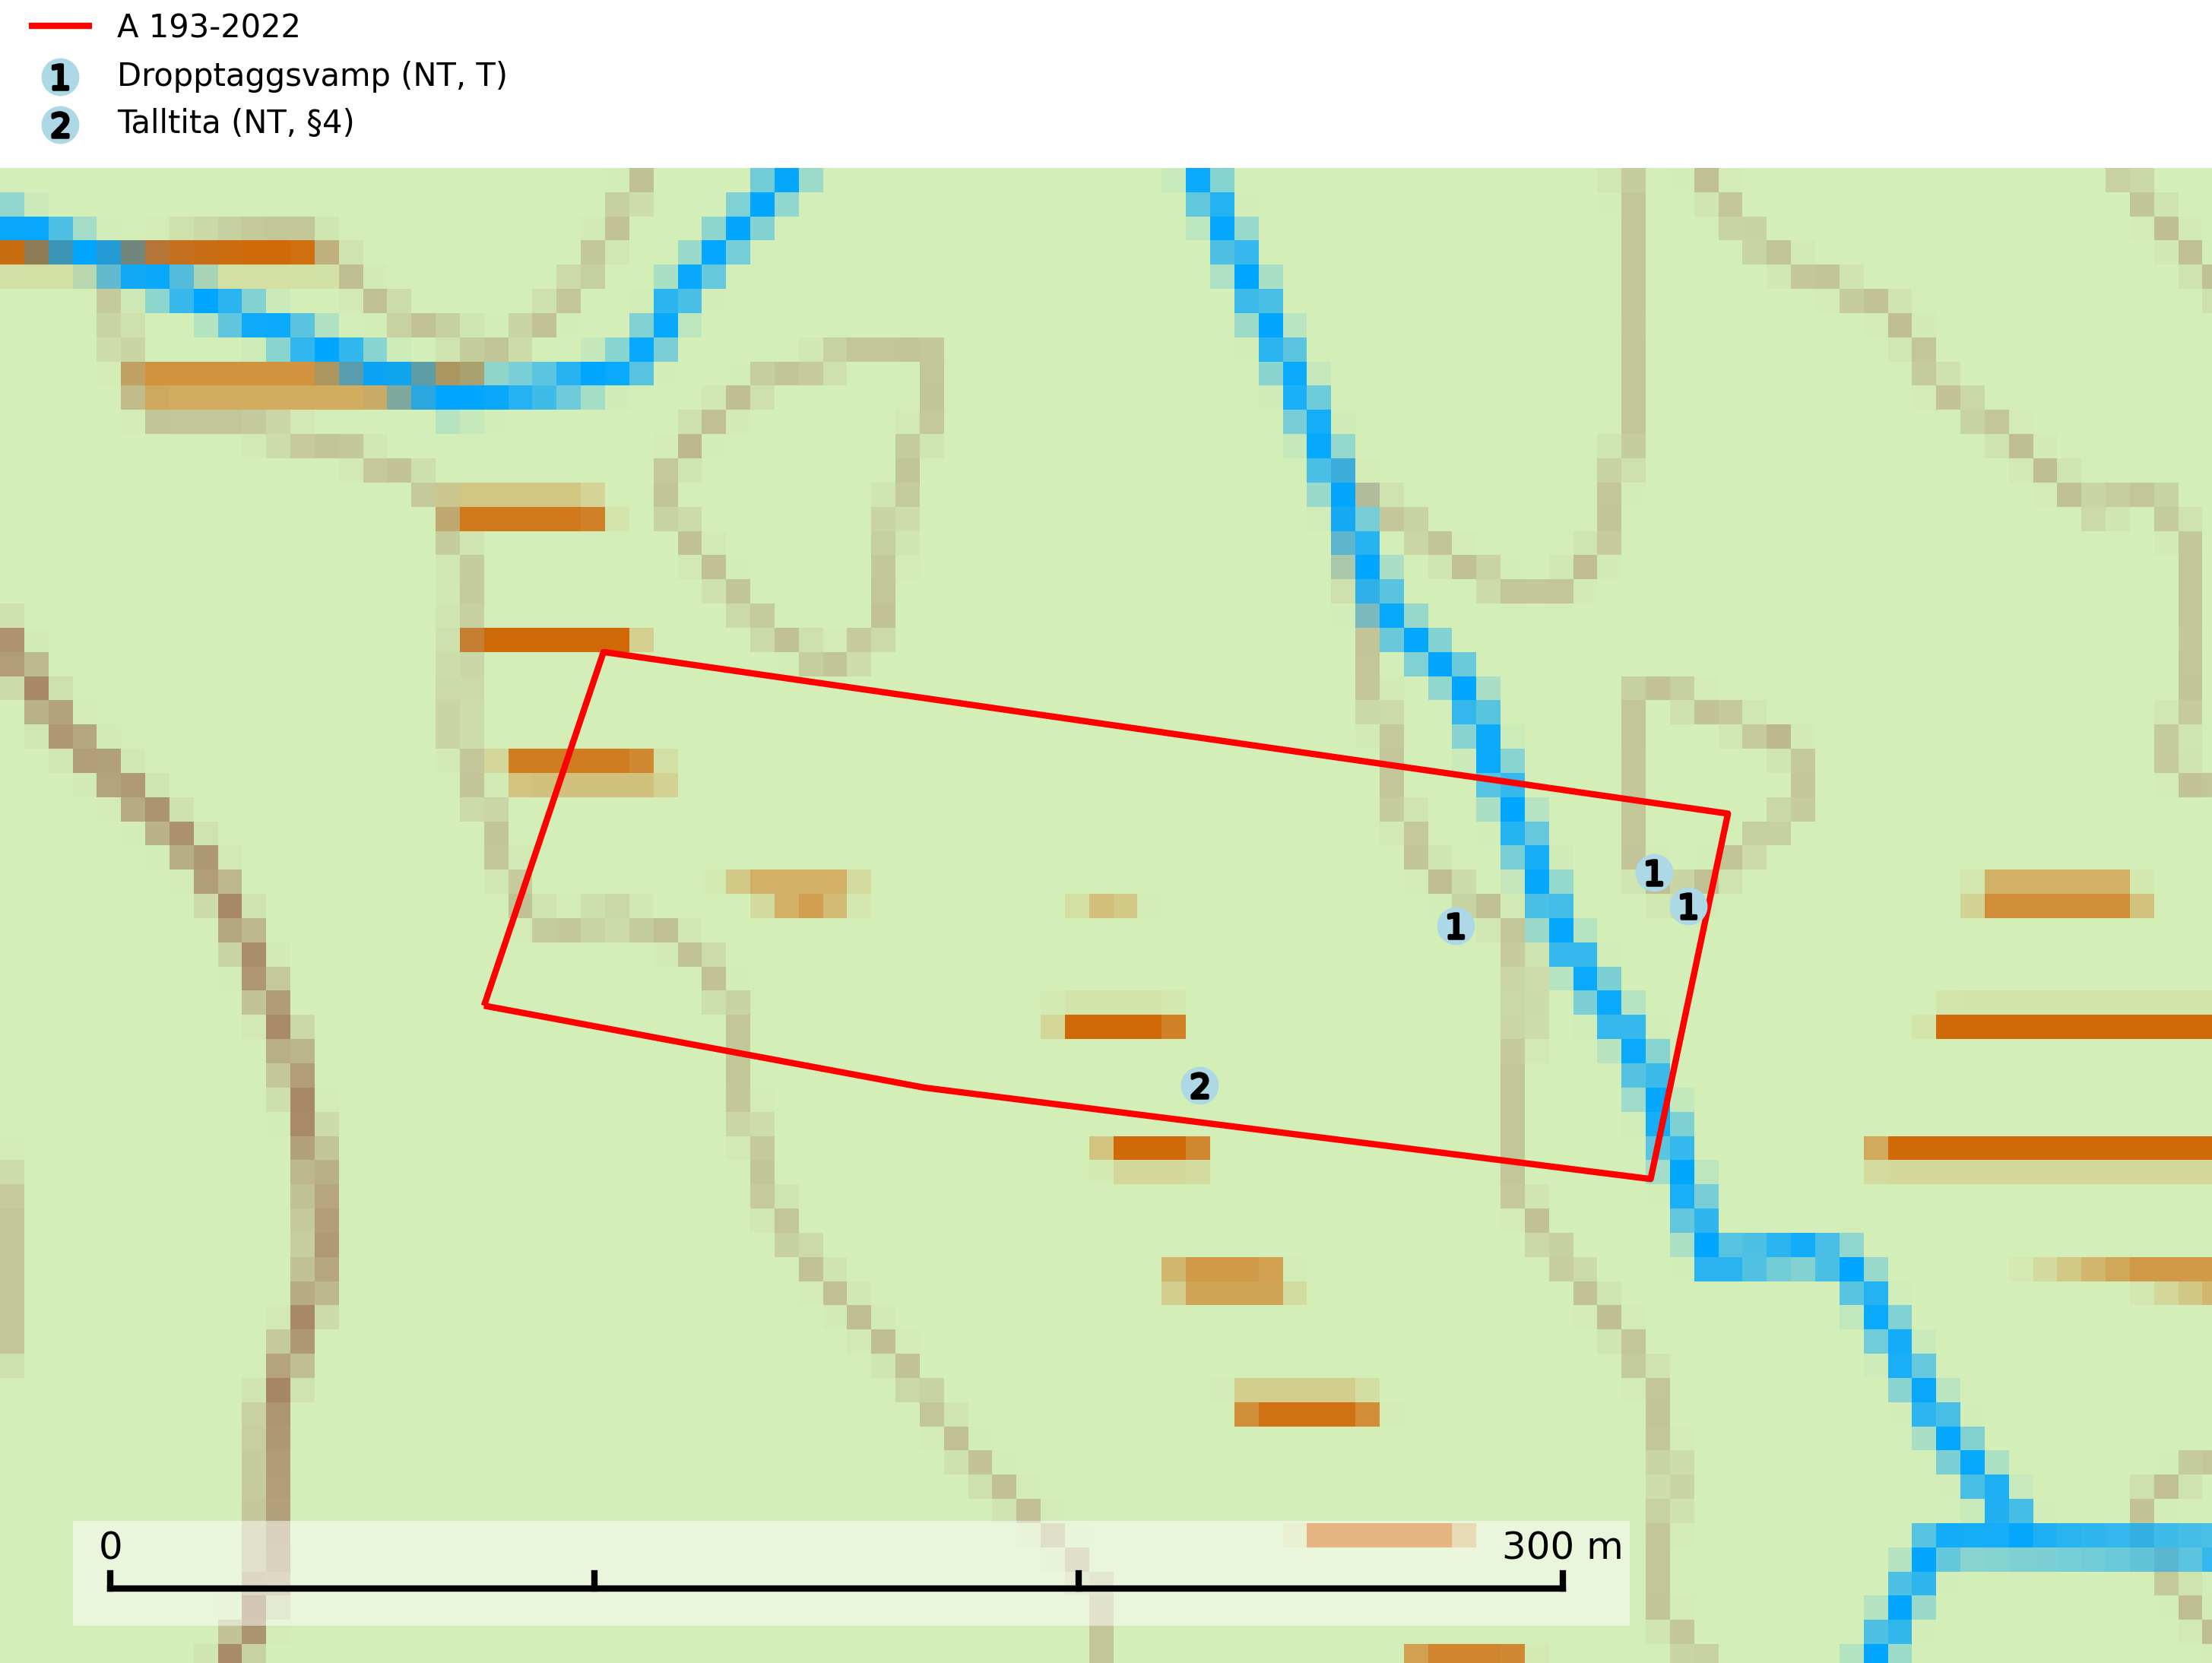 A 193-2022
1 Dropptaggsvamp (NT, T)
2 Talltita (NT, §4)
1
1
1
2
0 300 m